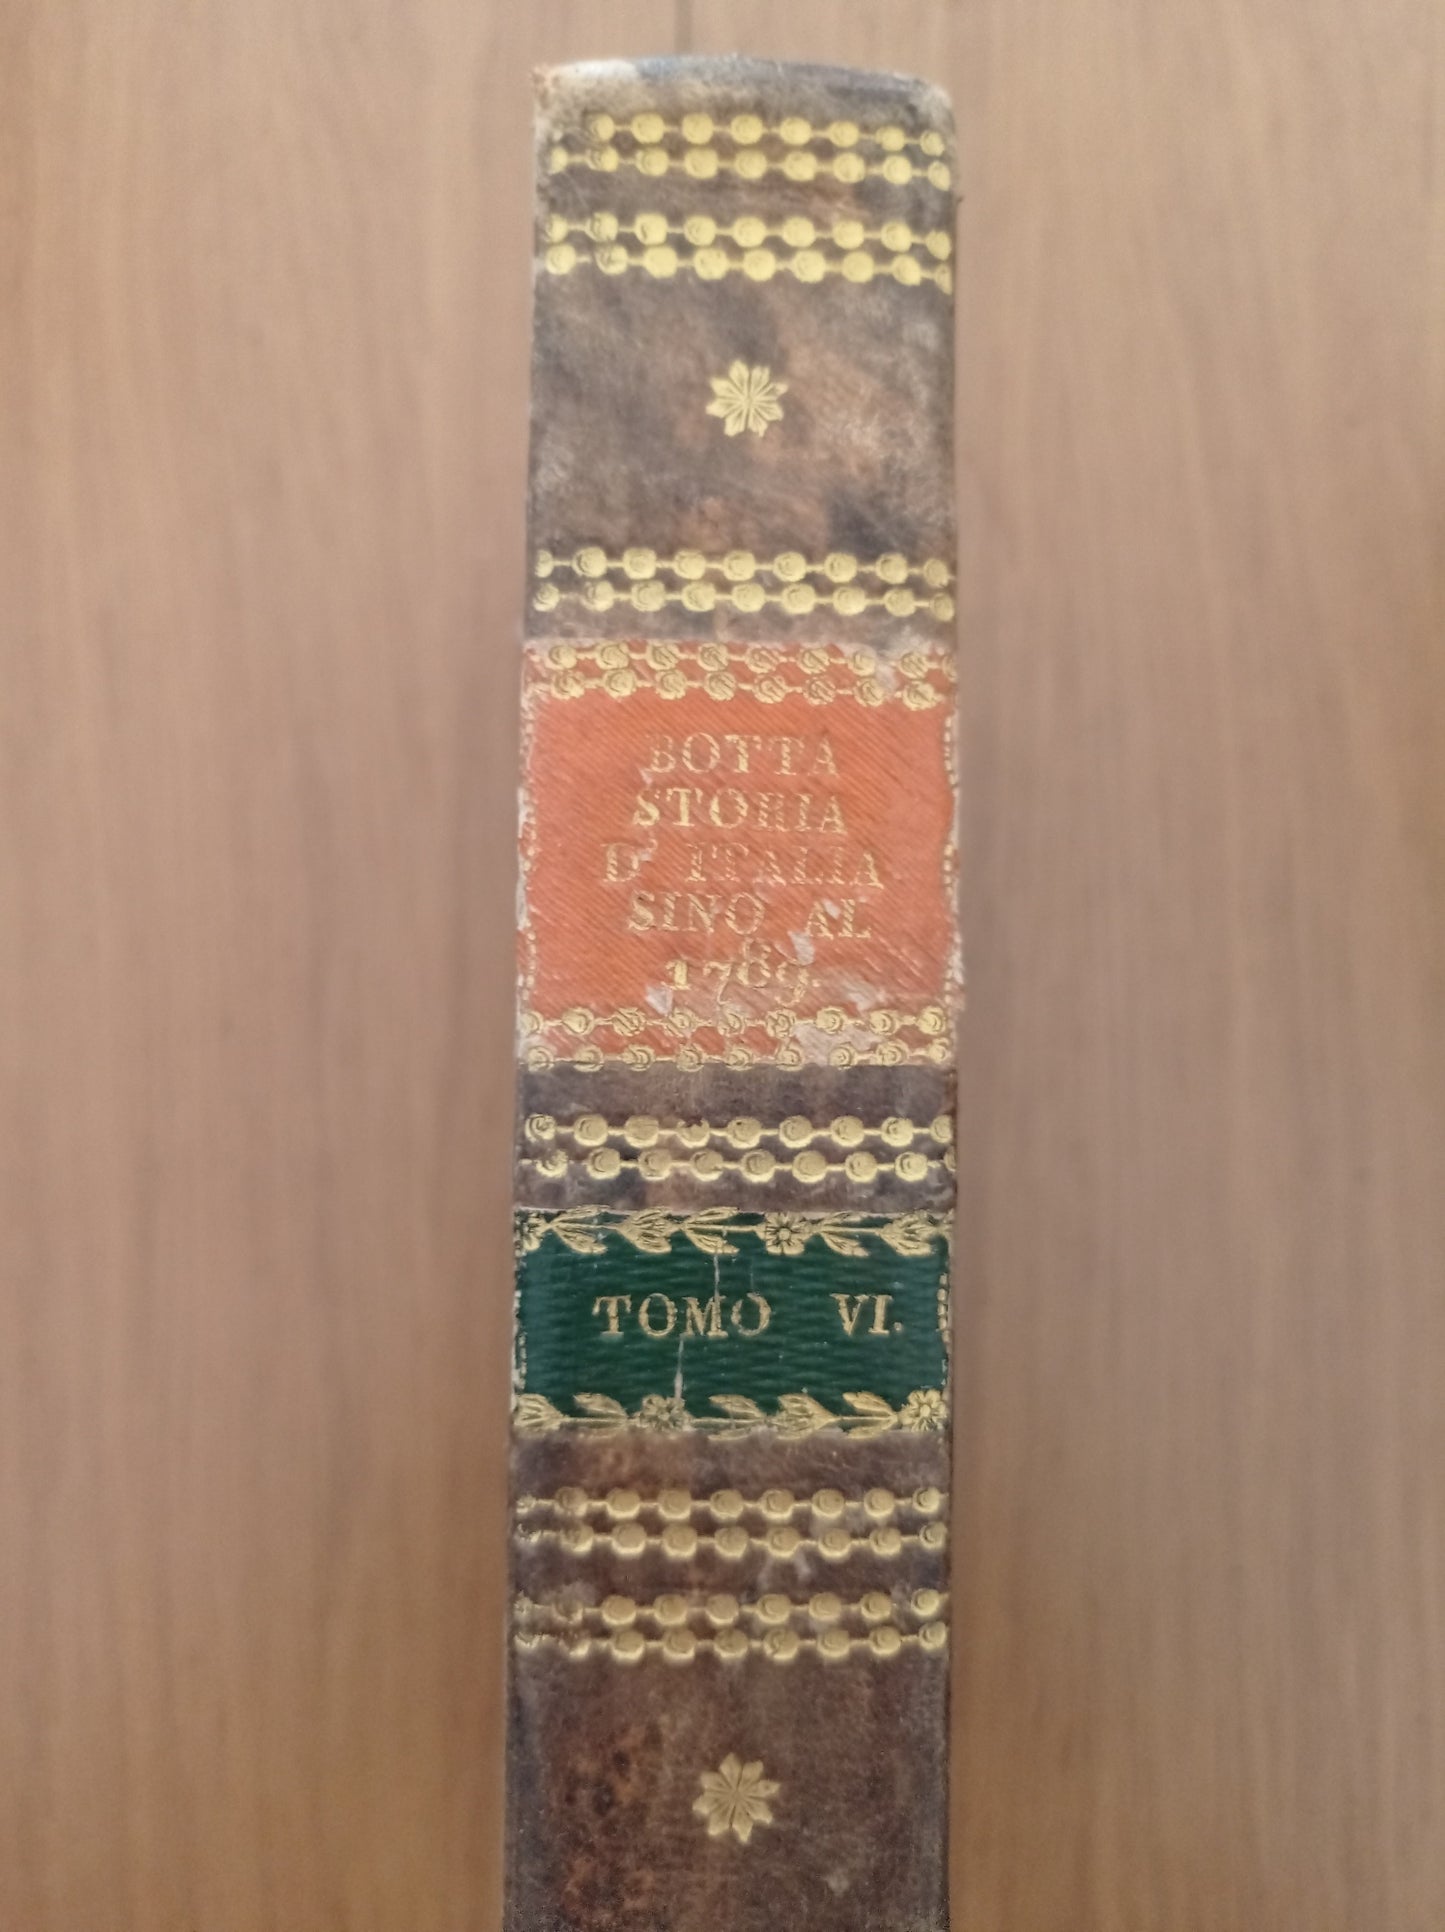 BOTTA
STORIA
D' ITALIA
SINO AL
1789.
TOMO VI.